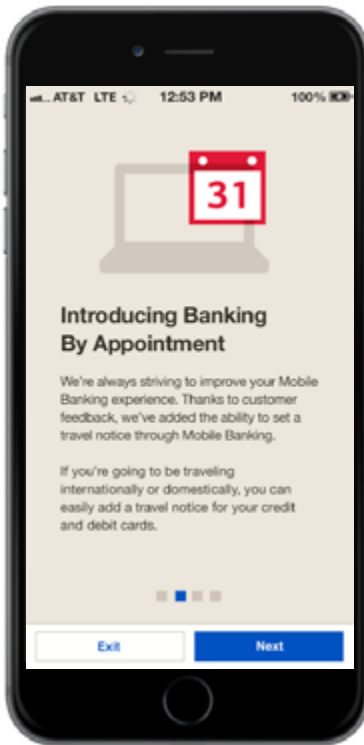 AT&T LTE 12:53 PM 100%
31
Introducing Banking
By Appointment
We're always striving to improve your Mobile
Banking experience. Thanks to customer
feedback, we've added the ability to set a
travel notice through Mobile Banking.
If you're going to be traveling
internationally or domestically, you can
easily add a travel notice for your credit
and debit cards.
Exit Next